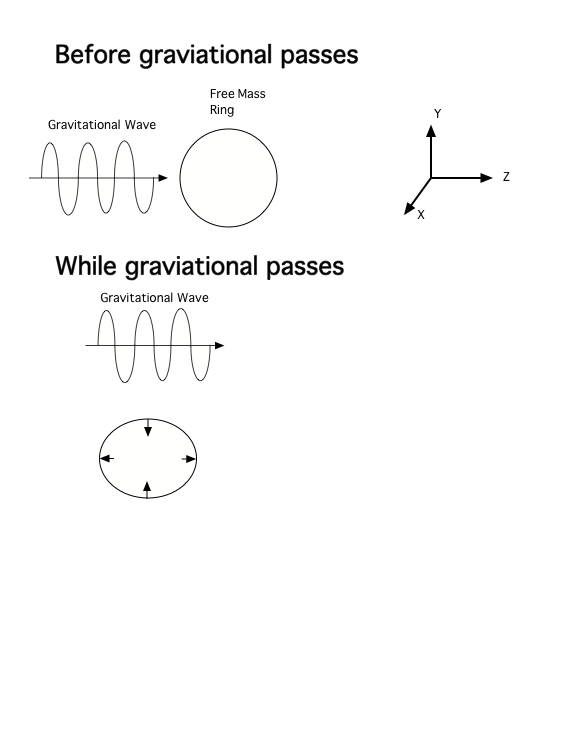 Before graviational passes
Free Mass
Ring
Gravitational Wave
Y
Z
X
While graviational passes
Gravitational Wave